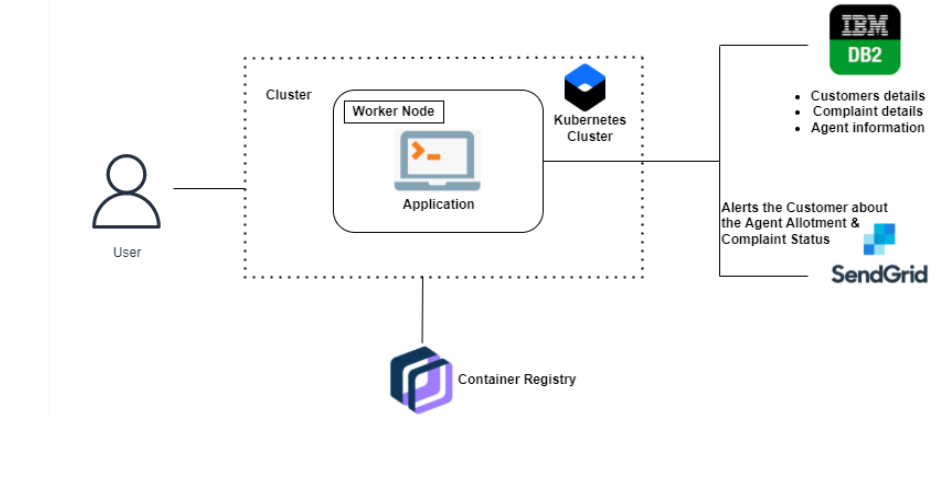 IBM
DB2
Customers details
Complaint details
Agent information
Cluster
Worker Node
Kubernetes
Cluster
Application
User
Alerts the Customer about
the Agent Allotment &
Complaint Status
SendGrid
Container Registry